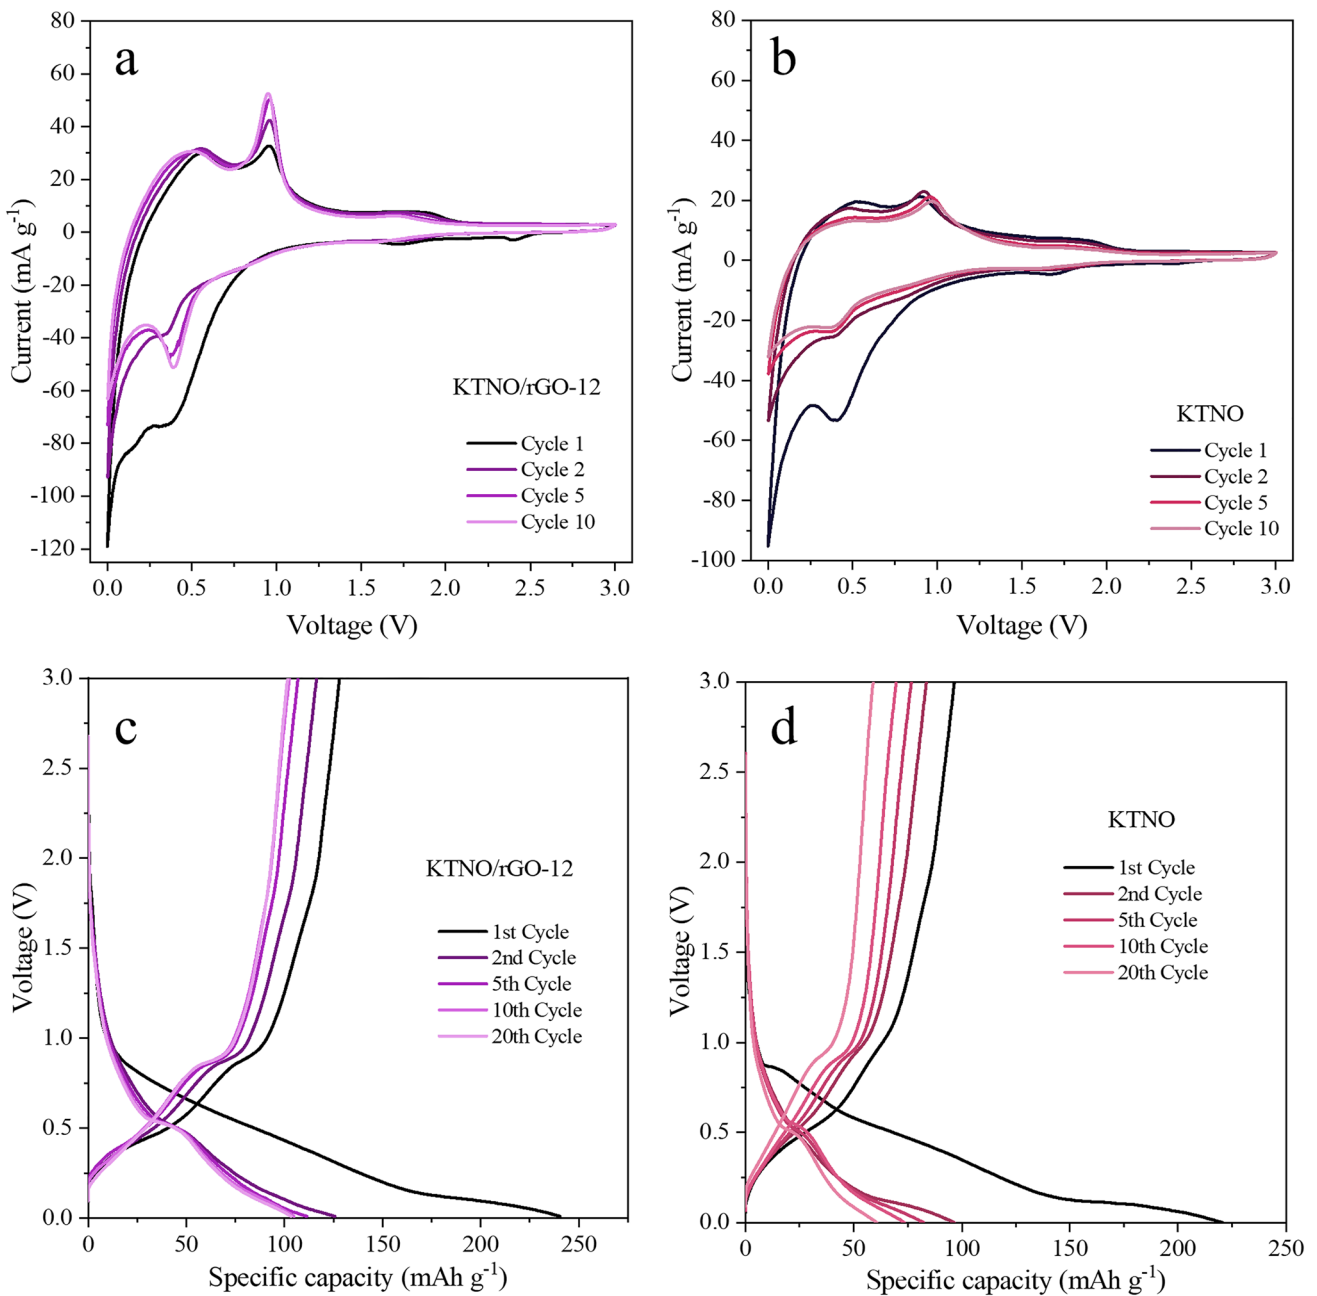 a
80
60
40
20
0
-20
-40
-60
-80
-100
-120
Current (mA g-1)
KTNO/rGO-12
Cycle 1
Cycle 2
Cycle 5
Cycle 10
0.0 0.5 1.0 1.5 2.0 2.5 3.0
Voltage (V)
b
80
60
40
20
0
-20
-40
-60
-80
-100
Current (mA g-1)
KTNO
Cycle 1
Cycle 2
Cycle 5
Cycle 10
0.0 0.5 1.0 1.5 2.0 2.5 3.0
Voltage (V)
c
3.0
2.5
2.0
1.5
1.0
0.5
0.0
Voltage (V)
KTNO/rGO-12
1st Cycle
2nd Cycle
5th Cycle
10th Cycle
20th Cycle
0 50 100 150 200 250
Specific capacity (mAh g-1)
d
3.0
2.5
2.0
1.5
1.0
0.5
0.0
Voltage (V)
KTNO
1st Cycle
2nd Cycle
5th Cycle
10th Cycle
20th Cycle
0 50 100 150 200 250
Specific capacity (mAh g-1)